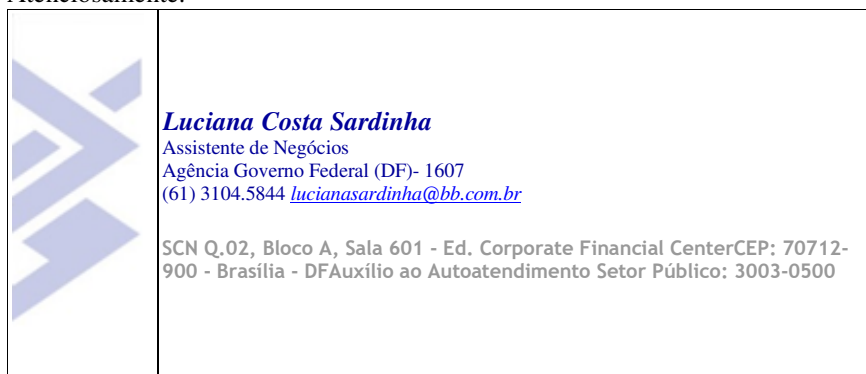 Atenciosamente.
Luciana Costa Sardinha
Assistente de Negócios
Agência Governo Federal (DF)- 1607
(61) 3104.5844 lucianasardinha@bb.com.br
SCN Q.02, Bloco A, Sala 601 - Ed. Corporate Financial CenterCEP: 70712-
900 - Brasília - DFAuxílio ao Autoatendimento Setor Público: 3003-0500